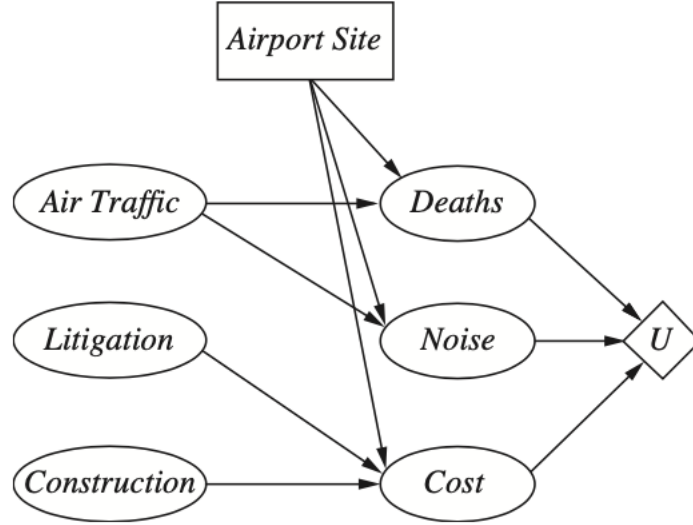 Airport Site
Air Traffic
Deaths
Litigation
Noise
U
Construction
Cost